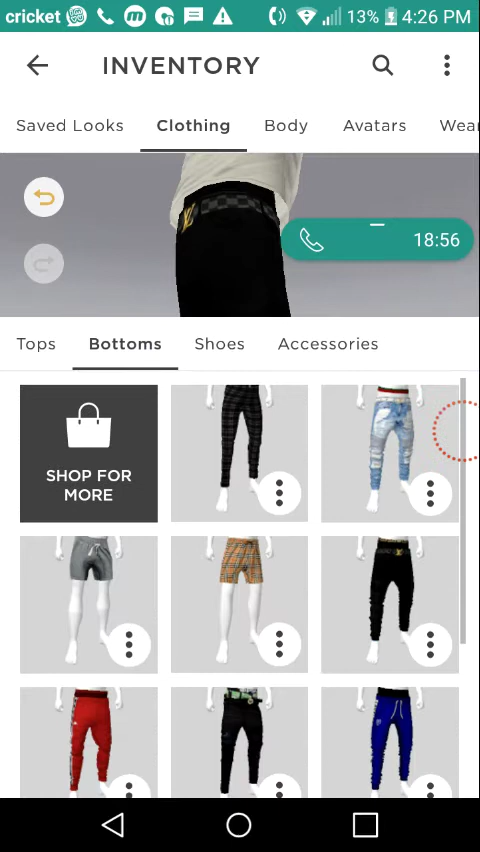 cricket 13% 4:26 PM
INVENTORY
Saved Looks Clothing Body Avatars Wear
18:56
Tops Bottoms Shoes Accessories
SHOP FOR
MORE